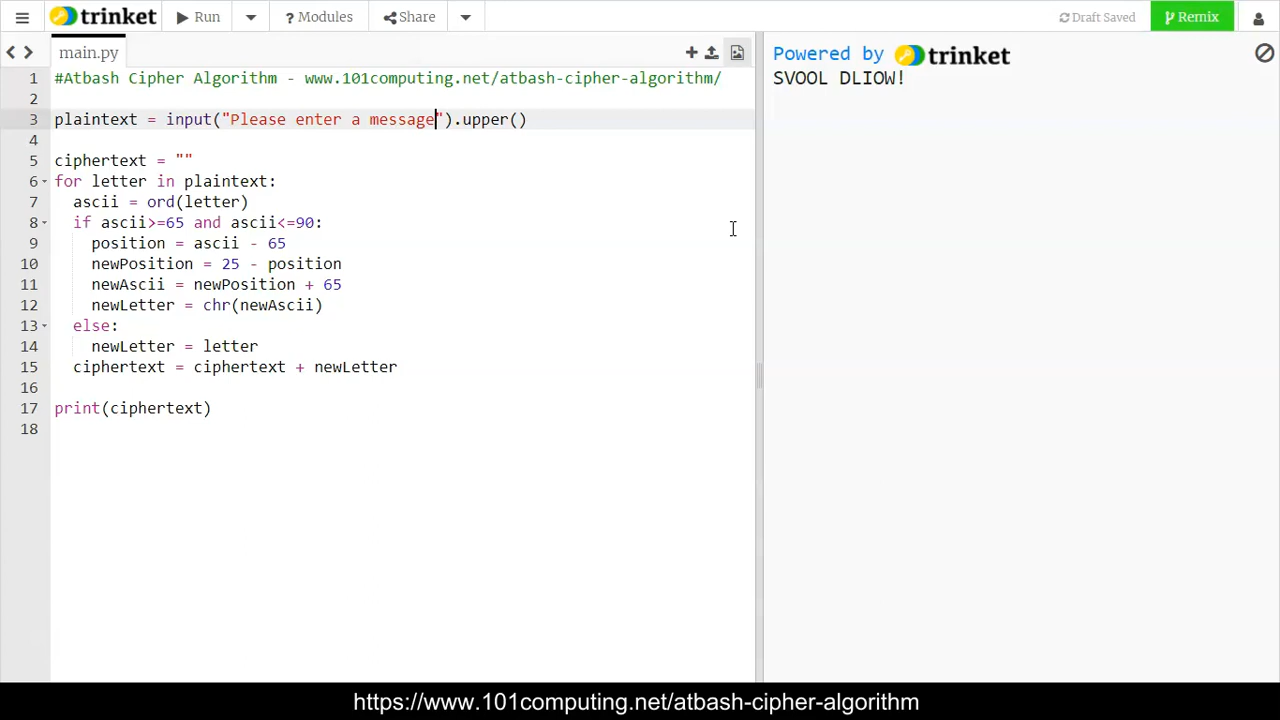 trinket Run ? Modules Share Draft Saved Remix
main.py
1 #Atbash Cipher Algorithm - www.101computing.net/atbash-cipher-algorithm/
2
3 plaintext = input("Please enter a message").upper()
4
5 ciphertext = ""
6 for letter in plaintext:
7 ascii = ord(letter)
8 if ascii>=65 and ascii<=90:
9 position = ascii - 65
10 newPosition = 25 - position
11 newAscii = newPosition + 65
12 newLetter = chr(newAscii)
13 else:
14 newLetter = letter
15 ciphertext = ciphertext + newLetter
16
17 print(ciphertext)
18
Powered by trinket
SVOOL DLIOW!
https://www.101computing.net/atbash-cipher-algorithm